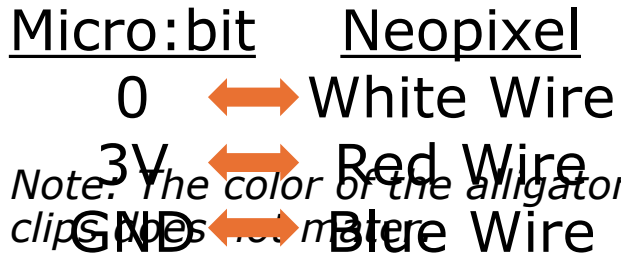 Micro:bit Neopixel
0 White Wire
3V Red Wire
Note: The color of the alligator
clips does not mater.
GND Blue Wire